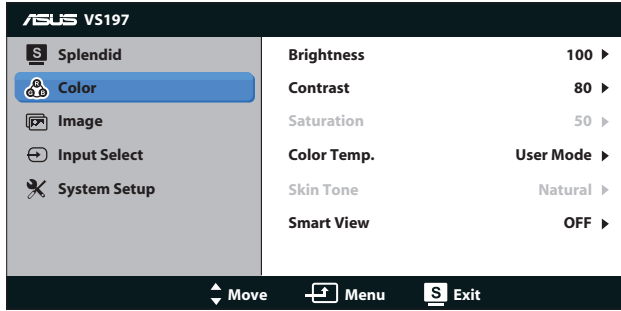 ASUS VS197
S Splendid
R G B Color
Image
Input Select
System Setup
Brightness 100
Contrast 80
Saturation 50
Color Temp. User Mode
Skin Tone Natural
Smart View OFF
Move Menu S Exit